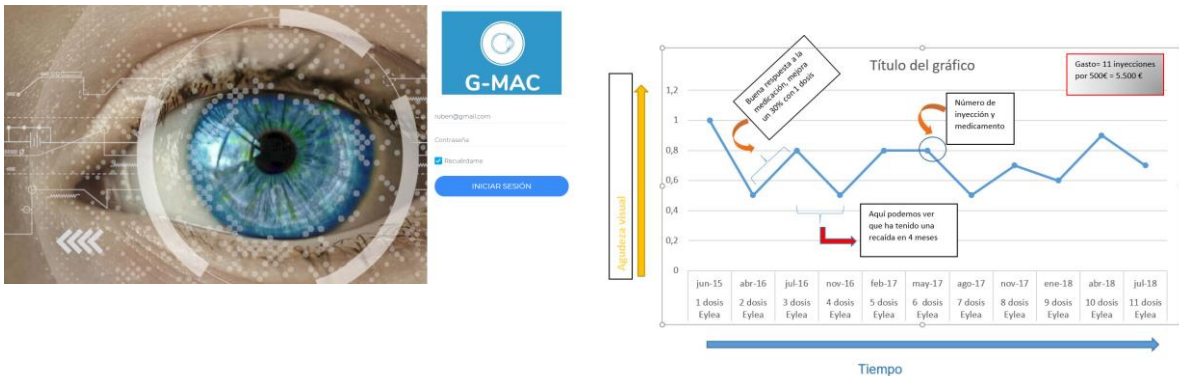 G-MAC
ruben@gmail.com
Contraseña
Recuérdame
INICIAR SESIÓN
Agudeza visual
Título del gráfico
Buena respuesta a la
medicación, mejora
un 30% con 1 dosis
Número de
inyección y
medicamento
Gasto= 11 inyecciones
por 500€ = 5.500 €
Aquí podemos ver
que ha tenido una
recaída en 4 meses
1,2
1
0,8
0,6
0,4
0,2
0
jun-15 abr-16 jul-16 nov-16 feb-17 may-17 ago-17 nov-17 ene-18 abr-18 jul-18
1 dosis 2 dosis 3 dosis 4 dosis 5 dosis 6 dosis 7 dosis 8 dosis 9 dosis 10 dosis 11 dosis
Eylea Eylea Eylea Eylea Eylea Eylea Eylea Eylea Eylea Eylea Eylea
Tiempo